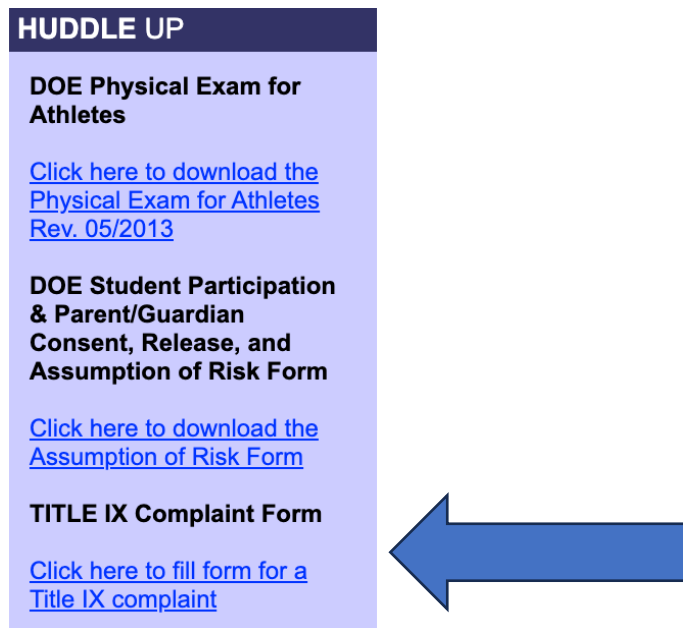 HUDDLE UP
DOE Physical Exam for
Athletes
Click here to download the
Physical Exam for Athletes
Rev. 05/2013
DOE Student Participation
& Parent/Guardian
Consent, Release, and
Assumption of Risk Form
Click here to download the
Assumption of Risk Form
TITLE IX Complaint Form
Click here to fill form for a
Title IX complaint